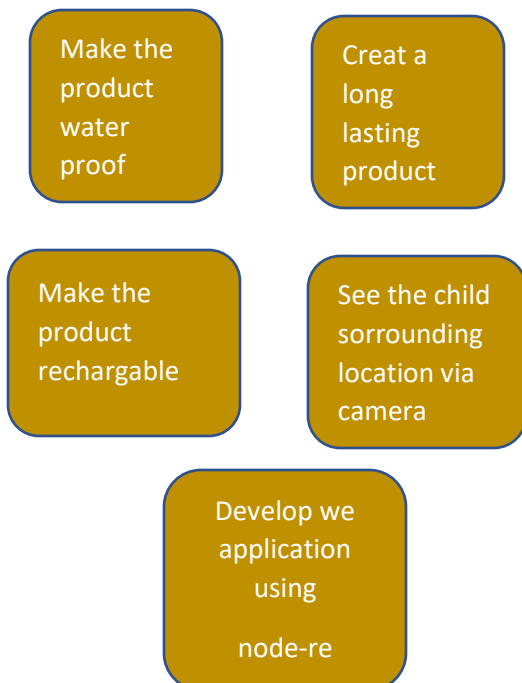 Make the
product
water
proof
Creat a
long
lasting
product
Make the
product
rechargable
See the child
sorrounding
location via
camera
Develop we
application
using
node-re